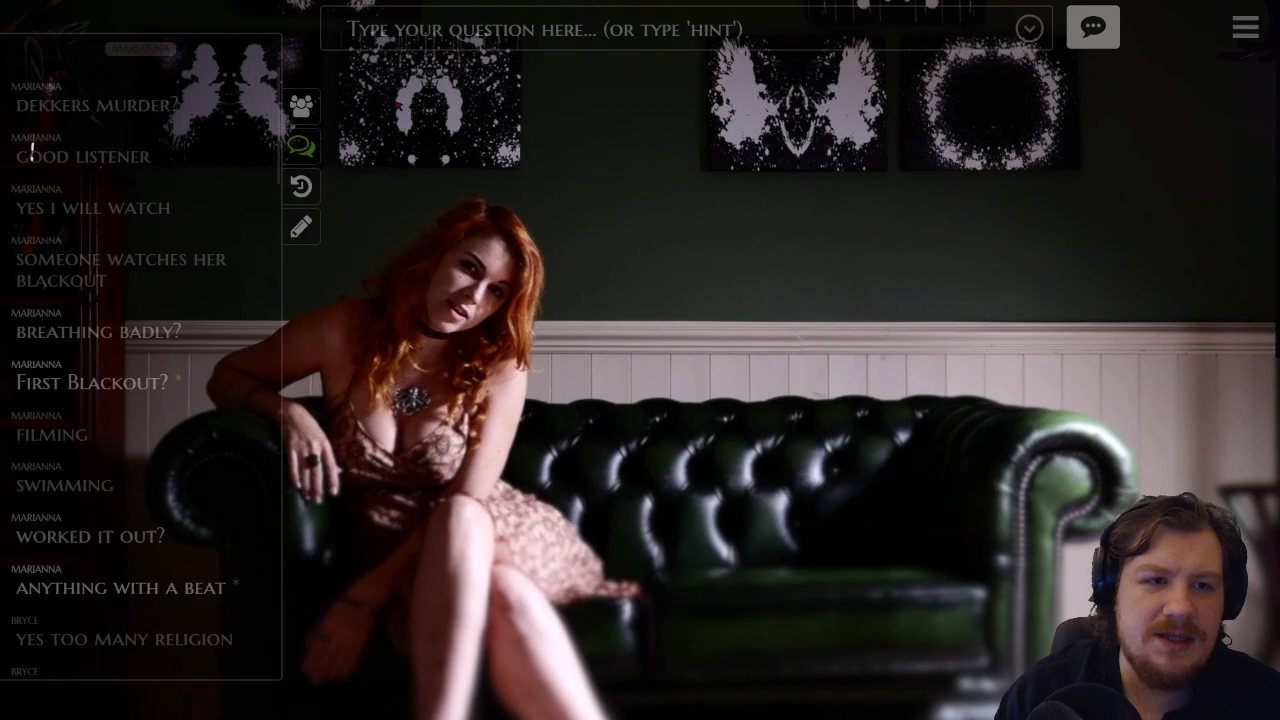 Type your question here... (or type 'hint')
MARIANNA
MARIANNA
DEKKERS MURDER?
MARIANNA
GOOD LISTENER
MARIANNA
YES I WILL WATCH
MARIANNA
SOMEONE WATCHES HER
BLACKOUT
MARIANNA
BREATHING BADLY?
MARIANNA
First Blackout? *
MARIANNA
FILMING
MARIANNA
SWIMMING
MARIANNA
WORKED IT OUT?
MARIANNA
ANYTHING WITH A BEAT *
BRYCE
YES TOO MANY RELIGION
BRYCE